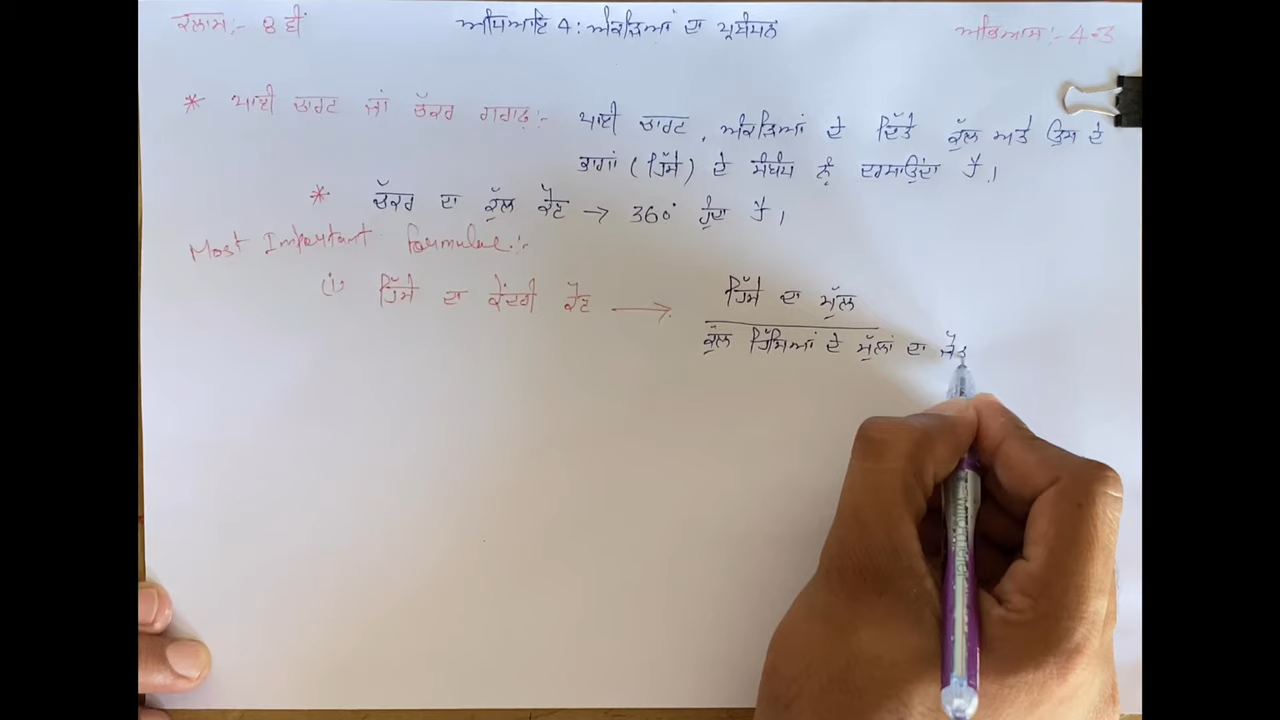 ਕਲਾਸ:- 8 ਵੀਂ ਅਧਿਆਇ 4: ਅੰਕੜਿਆਂ ਦਾ ਪ੍ਰਬੰਧਨ ਅਭਿਆਸ:- 4.3
* ਪਾਈ ਚਾਰਟ ਜਾਂ ਚੱਕਰ ਗਰਾਫ਼:- ਪਾਈ ਚਾਰਟ, ਅੰਕੜਿਆਂ ਦੇ ਦਿੱਤੇ ਕੁੱਲ ਅਤੇ ਉਸ ਦੇ
ਭਾਗਾਂ (ਹਿੱਸੇ) ਦੇ ਸੰਬੰਧ ਨੂੰ ਦਰਸਾਉਂਦਾ ਹੈ।
* ਚੱਕਰ ਦਾ ਕੁੱਲ ਕੋਣ → 360° ਹੁੰਦਾ ਹੈ।
Most Important formulae:-
(i) ਹਿੱਸੇ ਦਾ ਕੇਂਦਰੀ ਕੋਣ → ਹਿੱਸੇ ਦਾ ਮੁੱਲ
ਕੁੱਲ ਹਿੱਸਿਆਂ ਦੇ ਮੁੱਲਾਂ ਦਾ